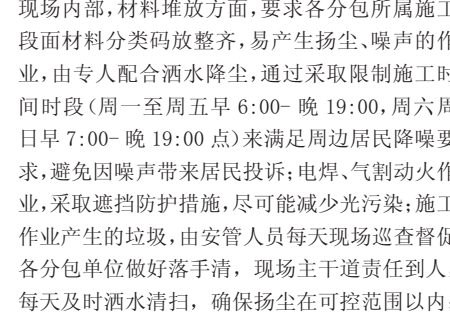 现场内部,材料堆放方面,要求各分包所属施工
段面材料分类码放整齐,易产生扬尘、噪声的作
业,由专人配合洒水降尘,通过采取限制施工时
间时段(周一至周五早 6:00- 晚 19:00,周六周
日早 7:00- 晚 19:00 点)来满足周边居民降噪要
求,避免因噪声带来居民投诉;电焊、气割动火作
业,采取遮挡防护措施,尽可能减少光污染;施工
作业产生的垃圾,由安管人员每天现场巡查督促
各分包单位做好落手清，现场主干道责任到人,
每天及时洒水清扫，确保扬尘在可控范围以内;